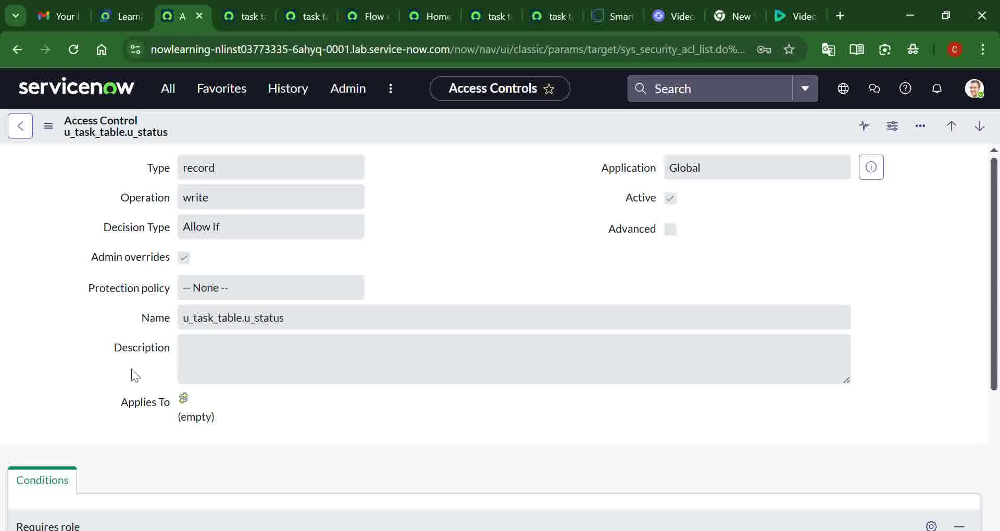 Your
Learn
A
task t
task t
Flow
Home
task t
task t
Smar
Video
New
Video
nowlearning-nlinst03773335-6ahyq-0001.lab.service-now.com/now/nav/ui/classic/params/target/sys_security_acl_list.do%...
C
servicenow
All
Favorites
History
Admin
Access Controls
Search
Access Control
u_task_table.u_status
Type
record
Application
Global
Operation
write
Active
Decision Type
Allow If
Advanced
Admin overrides
Protection policy
-- None --
Name
u_task_table.u_status
Description
Applies To
(empty)
Conditions
Requires role